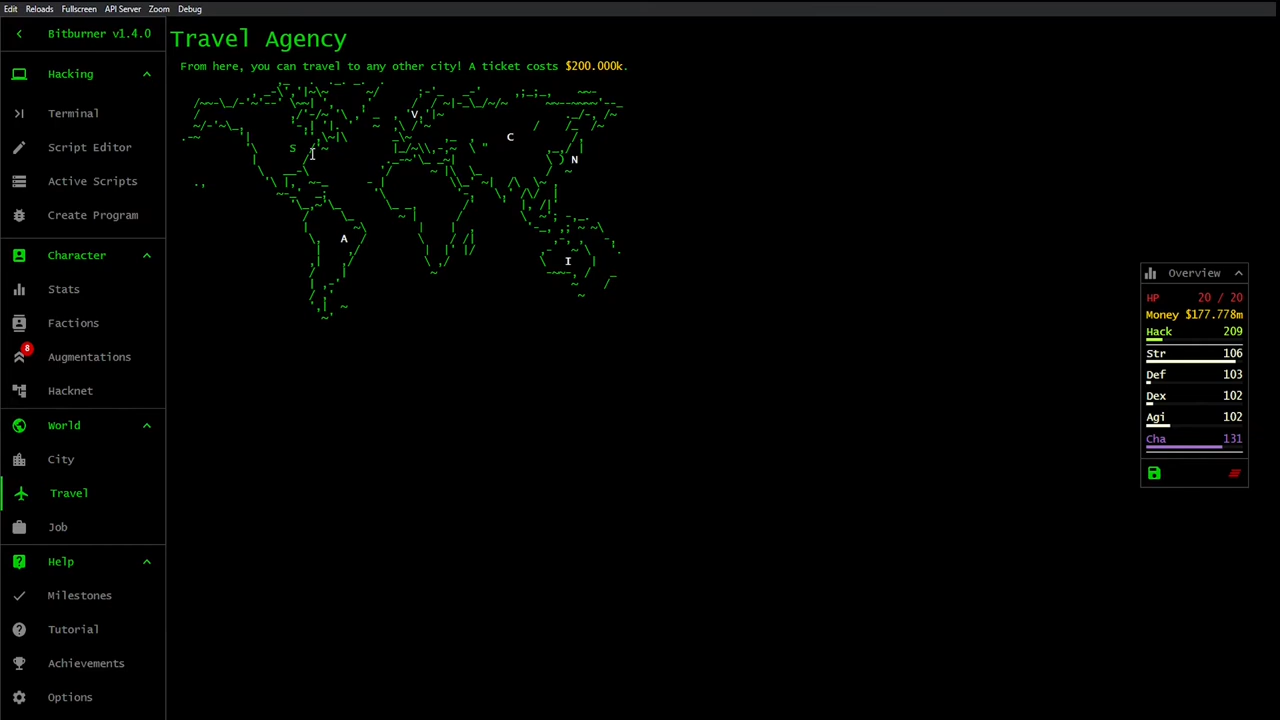 Edit Reloads Fullscreen API Server Zoom Debug
Bitburner v1.4.0
Hacking
Terminal
Script Editor
Active Scripts
Create Program
Character
Stats
Factions
8
Augmentations
Hacknet
World
City
Travel
Job
Help
Milestones
Tutorial
Achievements
Options
Travel Agency
From here, you can travel to any other city! A ticket costs $200.000k.
V
C
S
N
A
I
Overview
HP 20 / 20
Money $177.778m
Hack 209
Str 106
Def 103
Dex 102
Agi 102
Cha 131